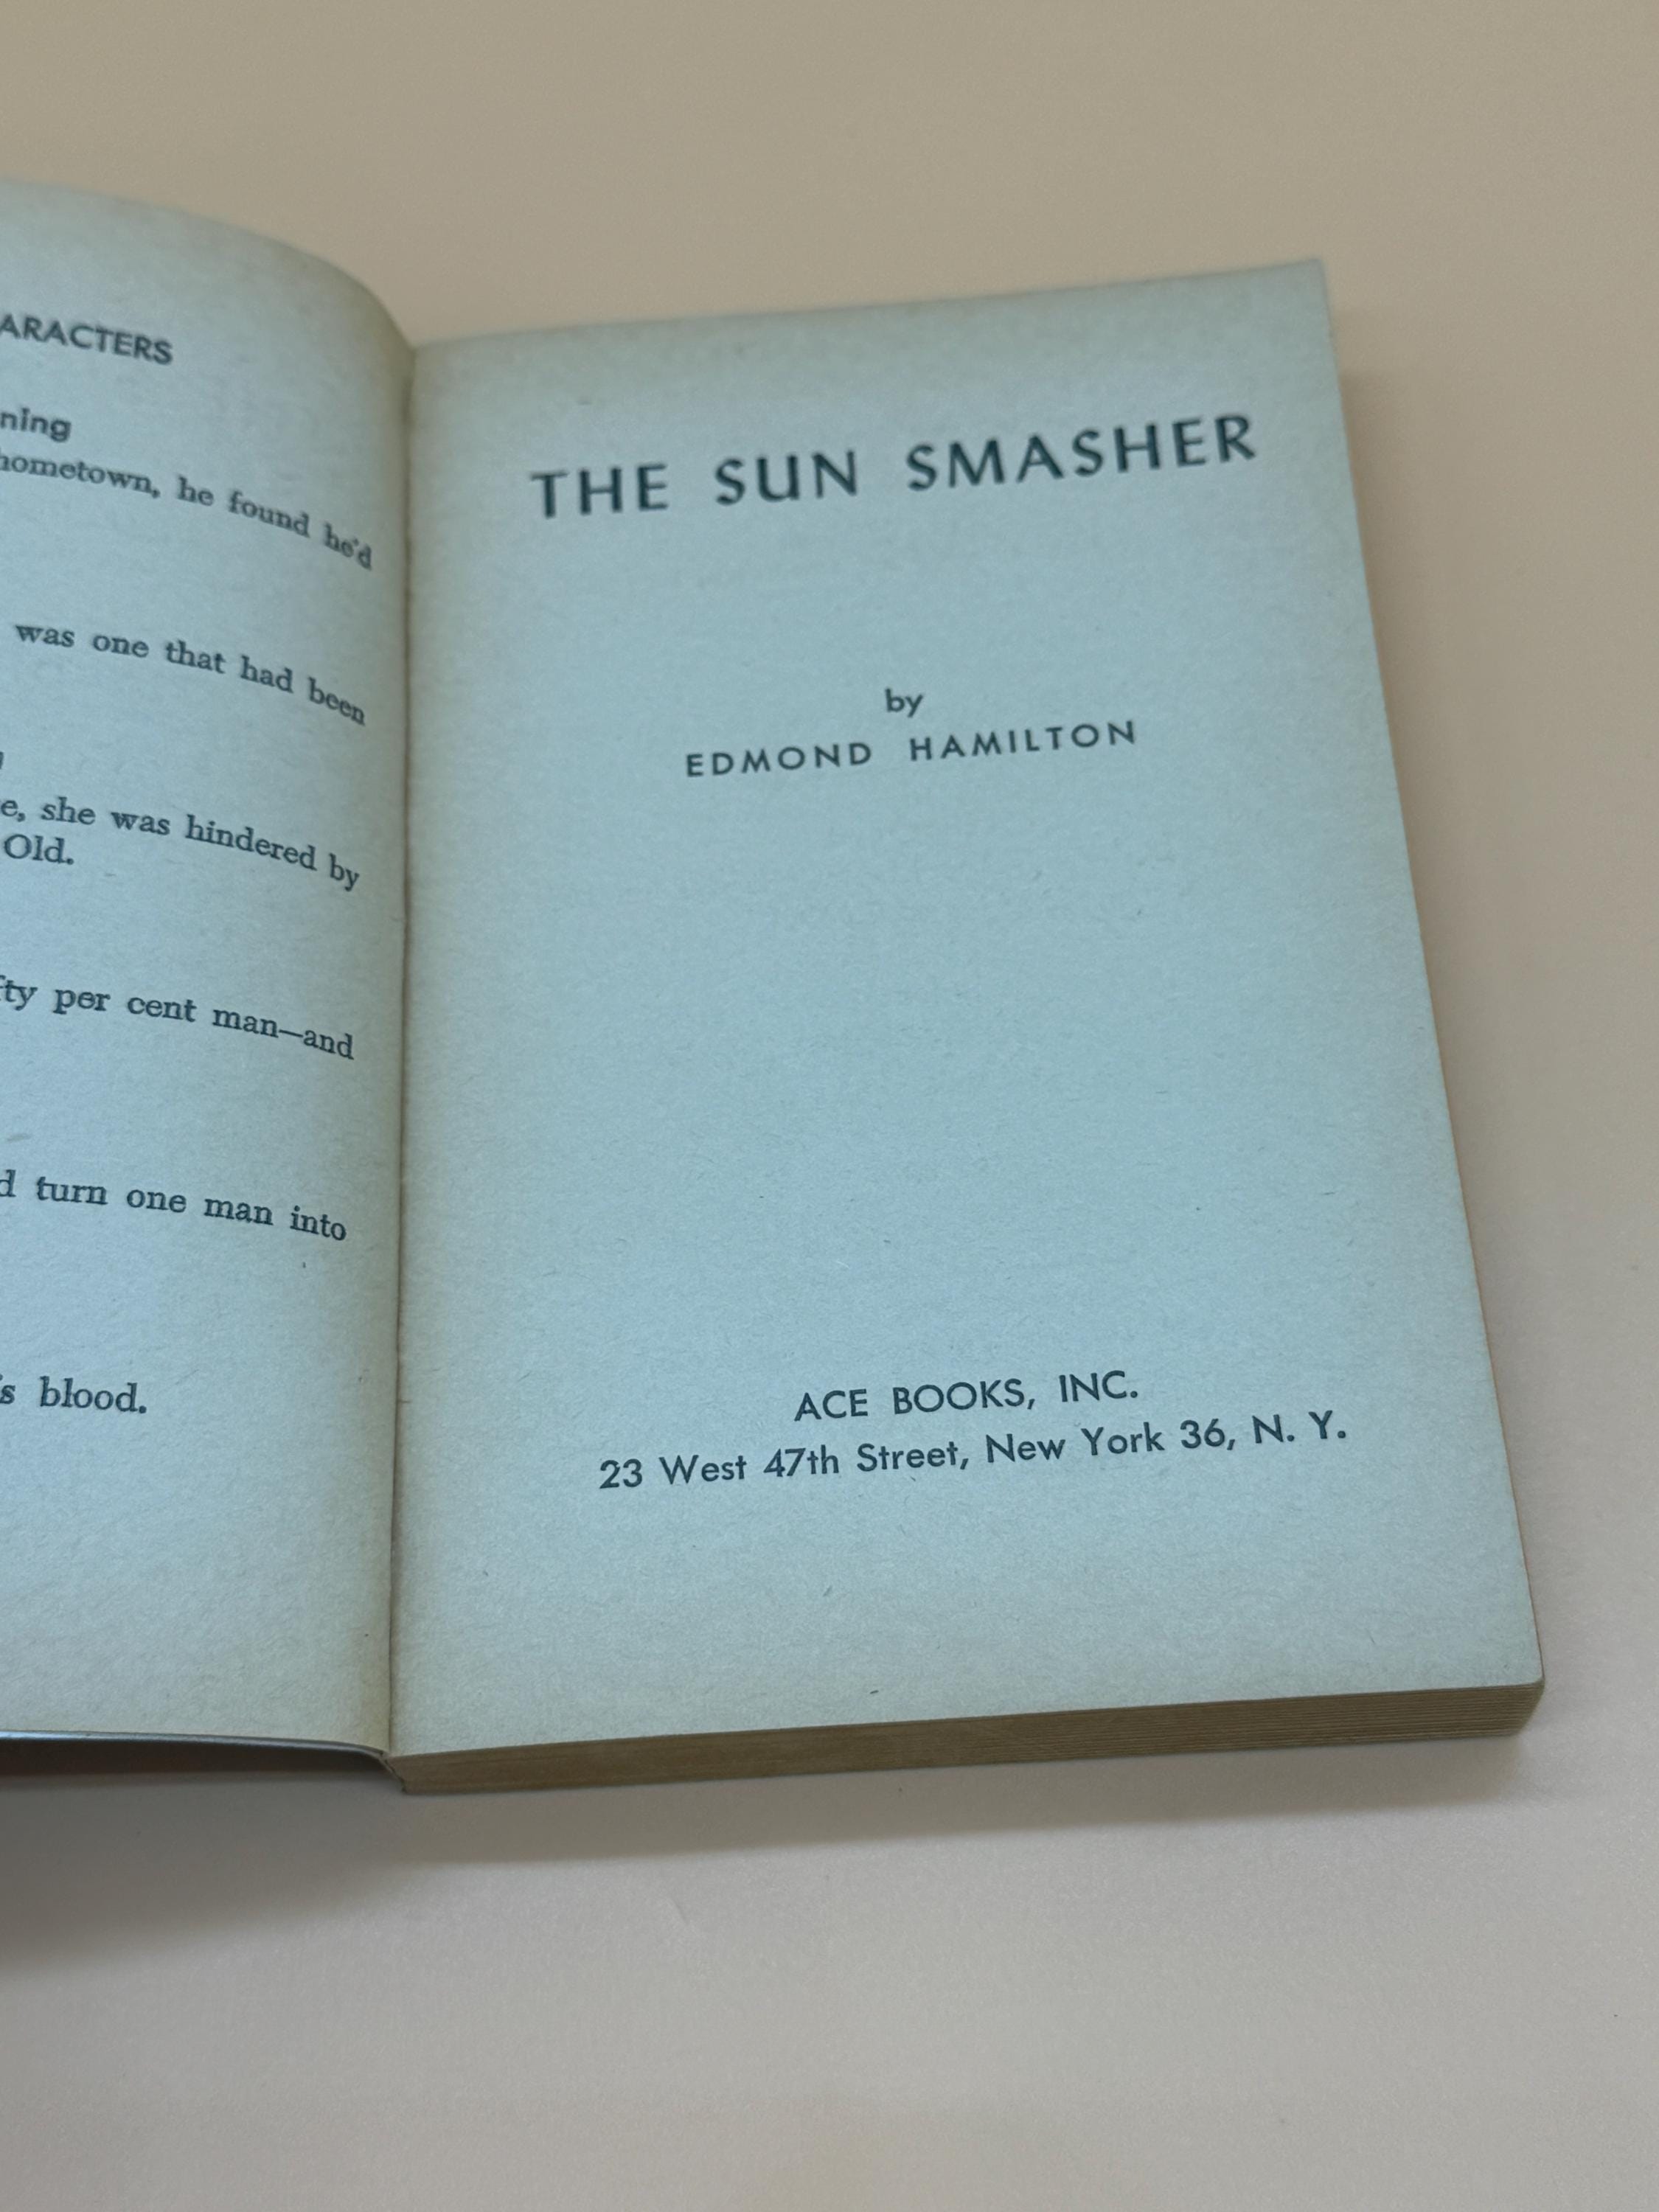 ARACTERS
ning
hometown, he found he'd
was one that had been
e, she was hindered by
Old.
fty per cent man—and
d turn one man into
's blood.
THE SUN SMASHER
by
EDMOND HAMILTON
ACE BOOKS, INC.
23 West 47th Street, New York 36, N. Y.